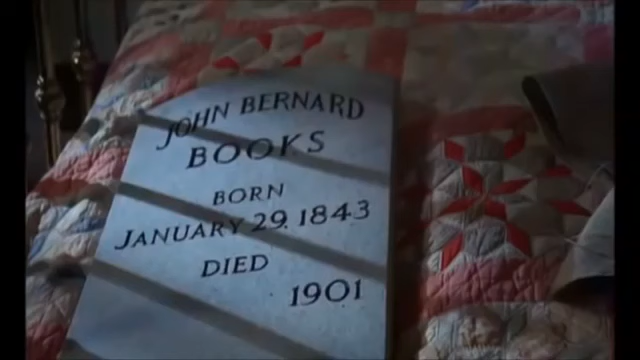 JOHN BERNARD
BOOKS
BORN
JANUARY 29, 1843
DIED
1901